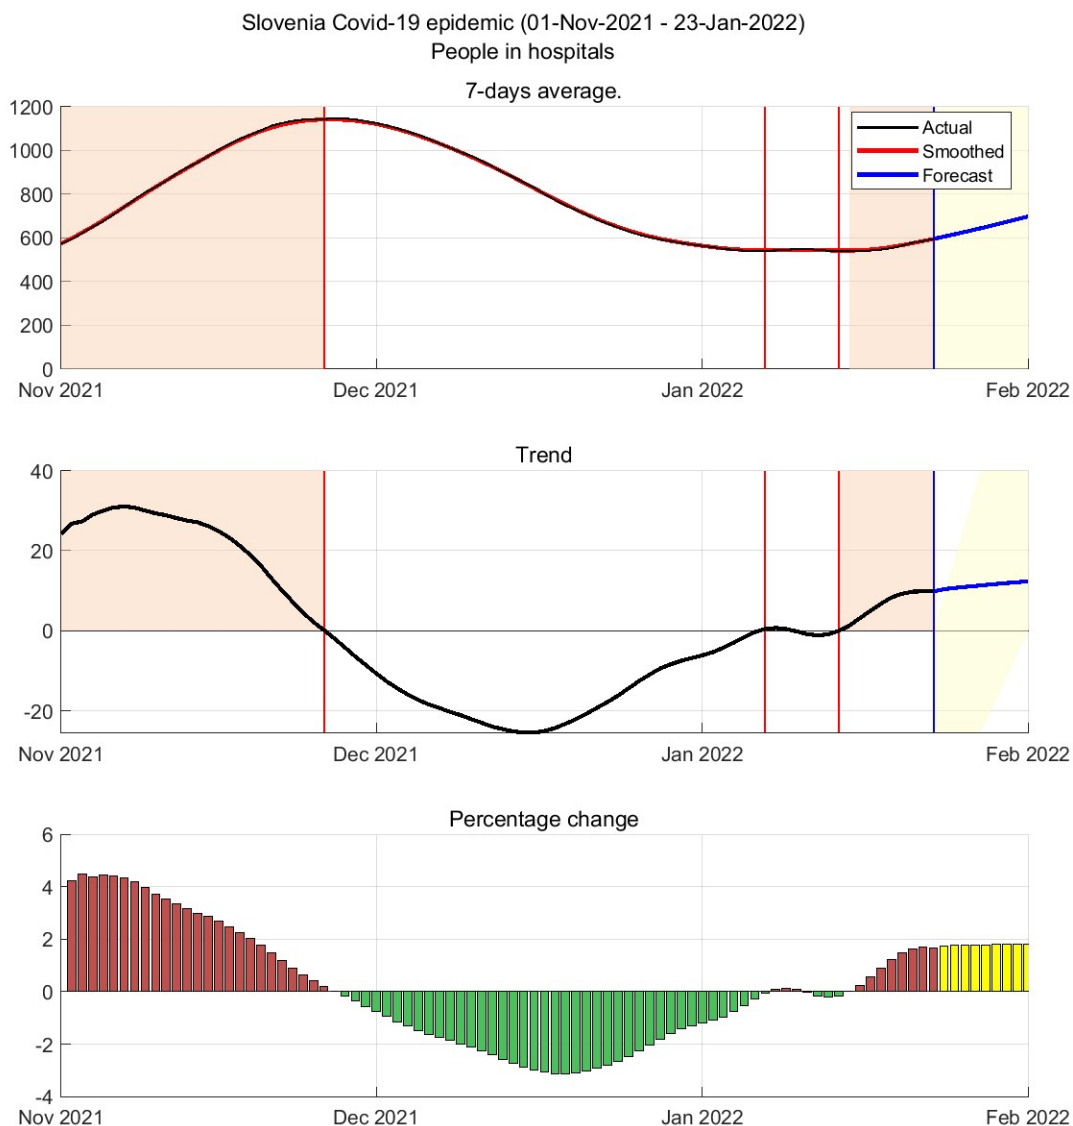 Slovenia Covid-19 epidemic (01-Nov-2021 - 23-Jan-2022)
People in hospitals
7-days average.
1200
1000
800
600
400
200
0
Actual
Smoothed
Forecast
Nov 2021 Dec 2021 Jan 2022 Feb 2022
Trend
40
20
0
-20
Nov 2021 Dec 2021 Jan 2022 Feb 2022
Percentage change
6
4
2
0
-2
-4
Nov 2021 Dec 2021 Jan 2022 Feb 2022